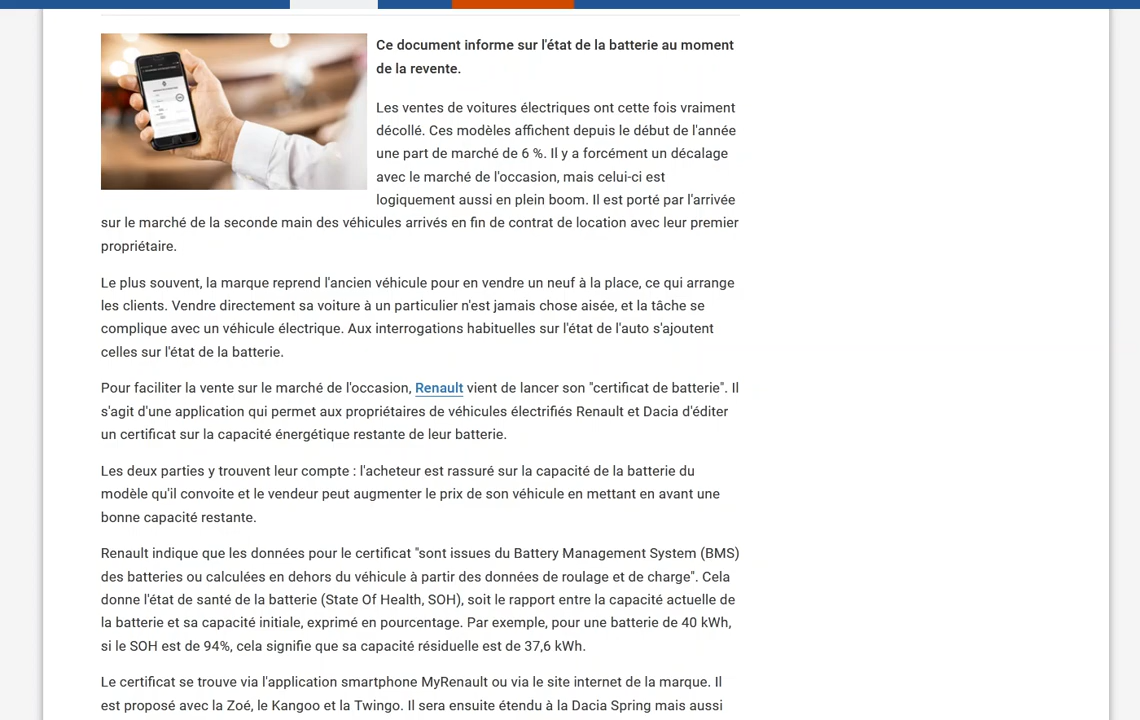 Ce document informe sur l'état de la batterie au moment
de la revente.
Les ventes de voitures électriques ont cette fois vraiment
décollé. Ces modèles affichent depuis le début de l'année
une part de marché de 6 %. Il y a forcément un décalage
avec le marché de l'occasion, mais celui-ci est
logiquement aussi en plein boom. Il est porté par l'arrivée
sur le marché de la seconde main des véhicules arrivés en fin de contrat de location avec leur premier
propriétaire.
Le plus souvent, la marque reprend l'ancien véhicule pour en vendre un neuf à la place, ce qui arrange
les clients. Vendre directement sa voiture à un particulier n'est jamais chose aisée, et la tâche se
complique avec un véhicule électrique. Aux interrogations habituelles sur l'état de l'auto s'ajoutent
celles sur l'état de la batterie.
Pour faciliter la vente sur le marché de l'occasion, Renault vient de lancer son "certificat de batterie". Il
s'agit d'une application qui permet aux propriétaires de véhicules électrifiés Renault et Dacia d'éditer
un certificat sur la capacité énergétique restante de leur batterie.
Les deux parties y trouvent leur compte : l'acheteur est rassuré sur la capacité de la batterie du
modèle qu'il convoite et le vendeur peut augmenter le prix de son véhicule en mettant en avant une
bonne capacité restante.
Renault indique que les données pour le certificat "sont issues du Battery Management System (BMS)
des batteries ou calculées en dehors du véhicule à partir des données de roulage et de charge". Cela
donne l'état de santé de la batterie (State Of Health, SOH), soit le rapport entre la capacité actuelle de
la batterie et sa capacité initiale, exprimé en pourcentage. Par exemple, pour une batterie de 40 kWh,
si le SOH est de 94%, cela signifie que sa capacité résiduelle est de 37,6 kWh.
Le certificat se trouve via l'application smartphone MyRenault ou via le site internet de la marque. Il
est proposé avec la Zoé, le Kangoo et la Twingo. Il sera ensuite étendu à la Dacia Spring mais aussi